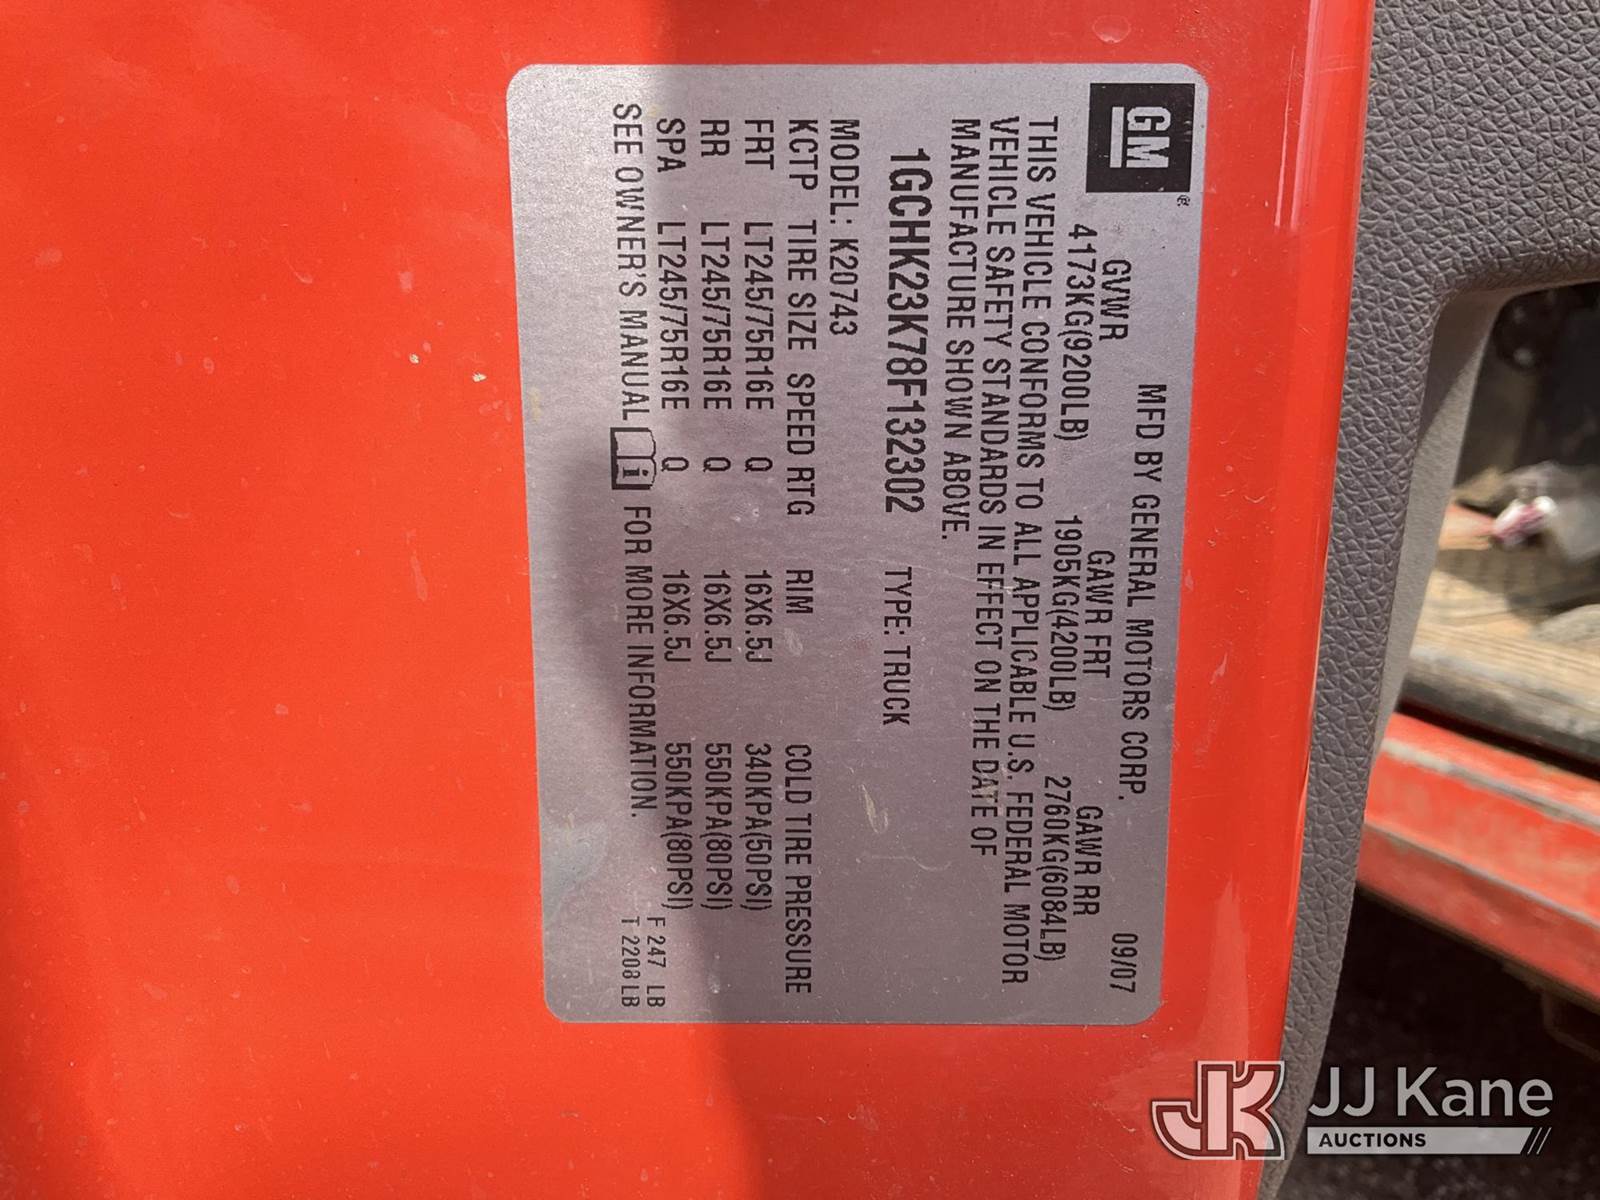 GM®
MFD BY GENERAL MOTORS CORP. 09/07
GVWR GAWR FRT GAWR RR
4173KG(9200LB) 1905KG(4200LB) 2760KG(6084LB)
THIS VEHICLE CONFORMS TO ALL APPLICABLE U.S. FEDERAL MOTOR
VEHICLE SAFETY STANDARDS IN EFFECT ON THE DATE OF
MANUFACTURE SHOWN ABOVE.
1GCHK23K78F132302 TYPE: TRUCK
MODEL: K20743
KCTP TIRE SIZE SPEED RTG RIM COLD TIRE PRESSURE
FRT LT245/75R16E Q 16X6.5J 340KPA(50PSI)
RR LT245/75R16E Q 16X6.5J 550KPA(80PSI)
SPA LT245/75R16E Q 16X6.5J 550KPA(80PSI) F 247 LB
SEE OWNER'S MANUAL i FOR MORE INFORMATION. T 2208LB
JK JJ Kane
AUCTIONS